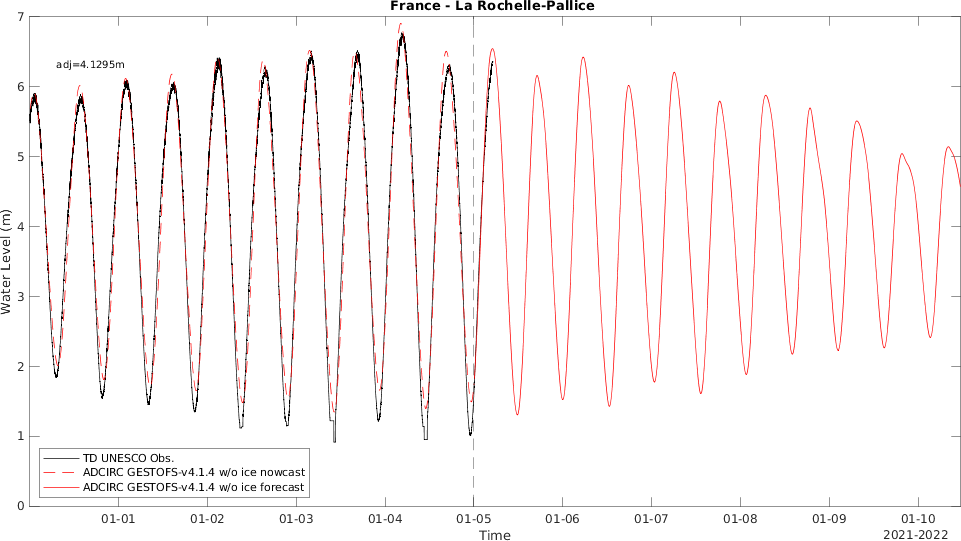 France - La Rochelle-Pallice
7
adj=4.1295m
6
5
4
3
2
1
0
Water Level (m)
TD UNESCO Obs.
ADCIRC GESTOFS-v4.1.4 w/o ice nowcast
ADCIRC GESTOFS-v4.1.4 w/o ice forecast
01-01 01-02 01-03 01-04 01-05 01-06 01-07 01-08 01-09 01-10
Time
2021-2022